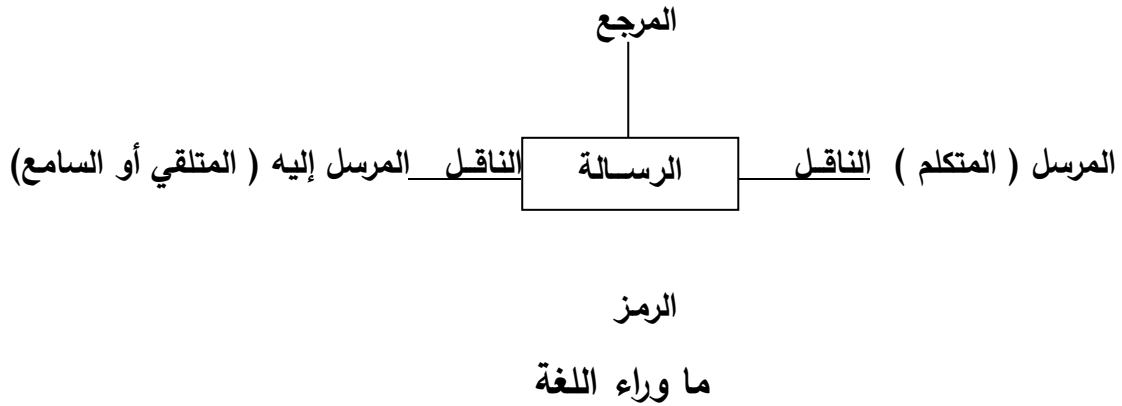 المرجع
المرسل ( المتكلم ) الناقـل الرسـالة الناقـل المرسل إليه ( المتلقي أو السامع)
الرمز
ما وراء اللغة